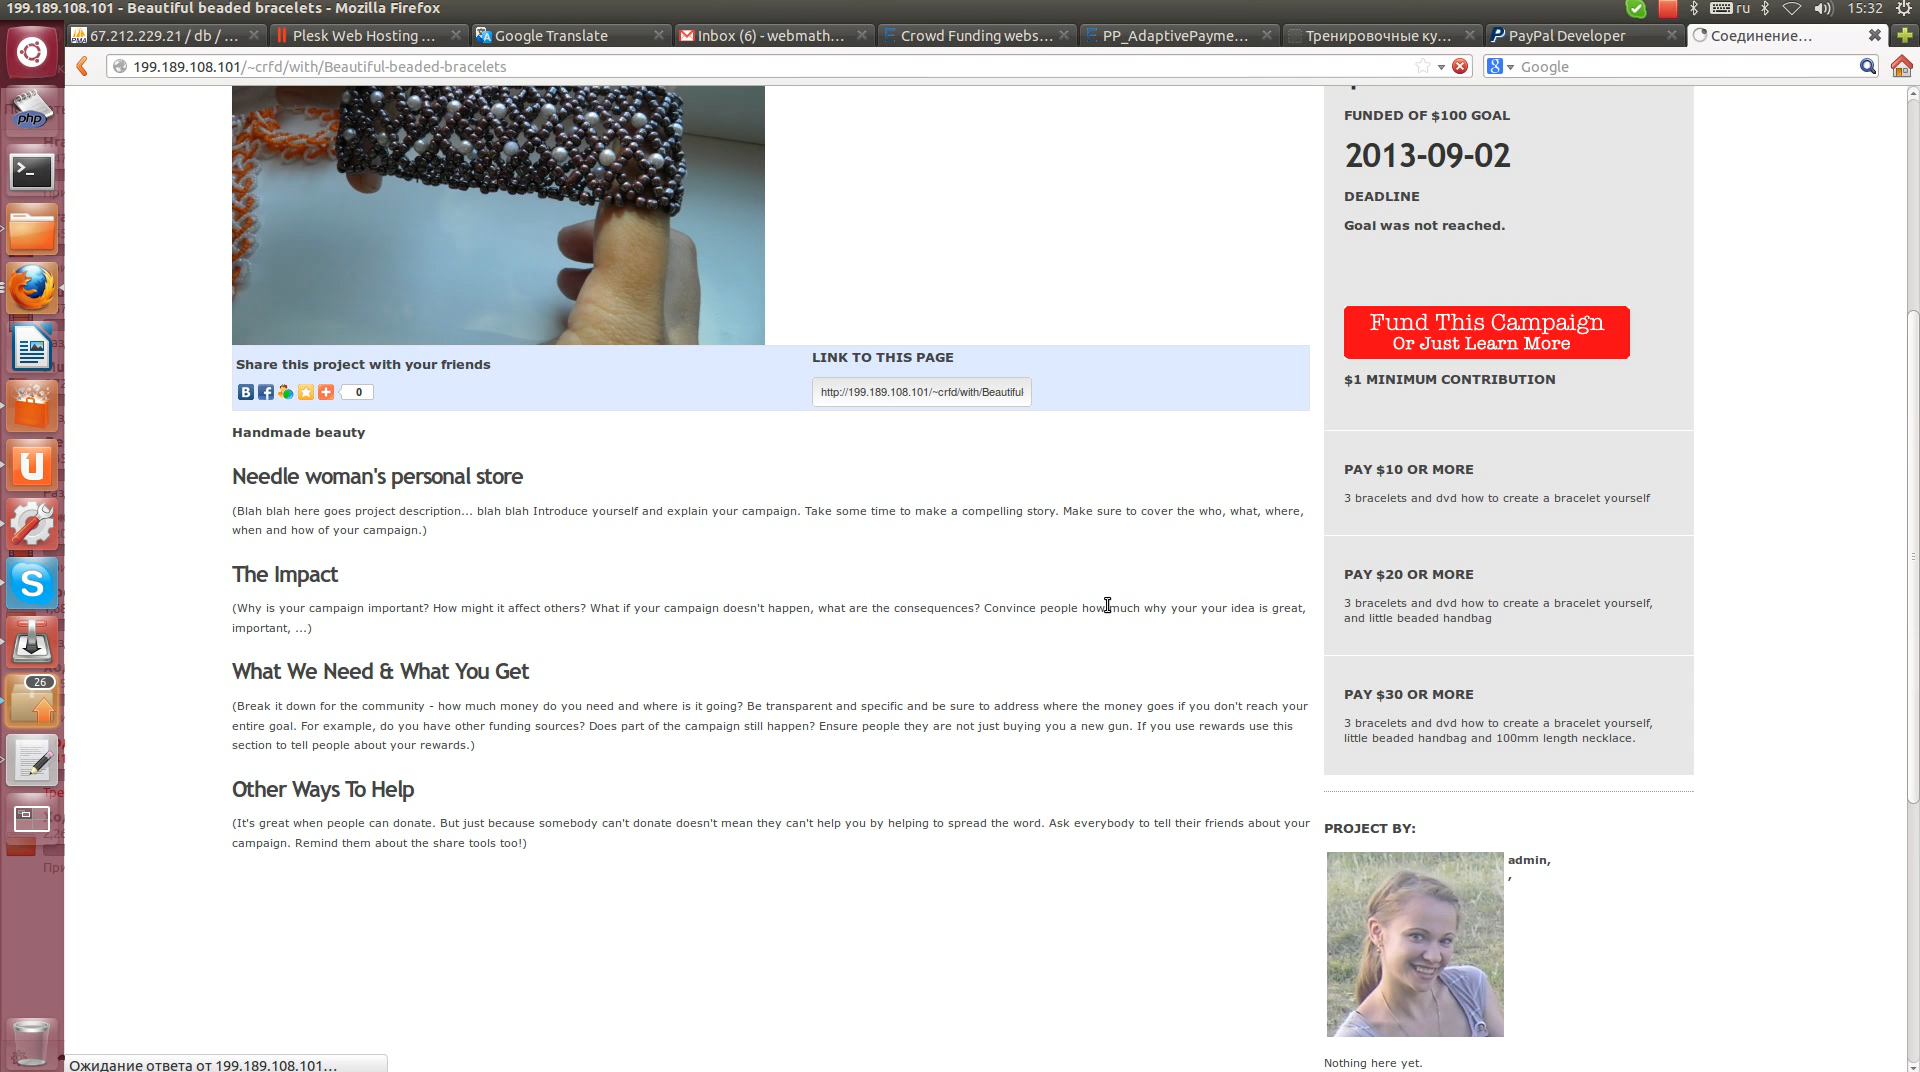 199.189.108.101 - Beautiful beaded bracelets - Mozilla Firefox
ru
15:32
67.212.229.21 / db / ...
Plesk Web Hosting ...
Google Translate
Inbox (6) - webmath...
Crowd Funding webs...
PP_AdaptivePayme...
Тренировочные ку...
PayPal Developer
Соединение...
199.189.108.101/~crfd/with/Beautiful-beaded-bracelets
Google
php
26
FUNDED OF $100 GOAL
2013-09-02
DEADLINE
Goal was not reached.
Fund This Campaign
Or Just Learn More
$1 MINIMUM CONTRIBUTION
Share this project with your friends
0
LINK TO THIS PAGE
http://199.189.108.101/~crfd/with/Beautiful
Handmade beauty
Needle woman's personal store
(Blah blah here goes project description... blah blah Introduce yourself and explain your campaign. Take some time to make a compelling story. Make sure to cover the who, what, where,
when and how of your campaign.)
The Impact
(Why is your campaign important? How might it affect others? What if your campaign doesn't happen, what are the consequences? Convince people how much why your your idea is great,
important, ...)
What We Need & What You Get
(Break it down for the community - how much money do you need and where is it going? Be transparent and specific and be sure to address where the money goes if you don't reach your
entire goal. For example, do you have other funding sources? Does part of the campaign still happen? Ensure people they are not just buying you a new gun. If you use rewards use this
section to tell people about your rewards.)
Other Ways To Help
(It's great when people can donate. But just because somebody can't donate doesn't mean they can't help you by helping to spread the word. Ask everybody to tell their friends about your
campaign. Remind them about the share tools too!)
PAY $10 OR MORE
3 bracelets and dvd how to create a bracelet yourself
PAY $20 OR MORE
3 bracelets and dvd how to create a bracelet yourself,
and little beaded handbag
PAY $30 OR MORE
3 bracelets and dvd how to create a bracelet yourself,
little beaded handbag and 100mm length necklace.
PROJECT BY:
admin,
,
Nothing here yet.
Ожидание ответа от 199.189.108.101...